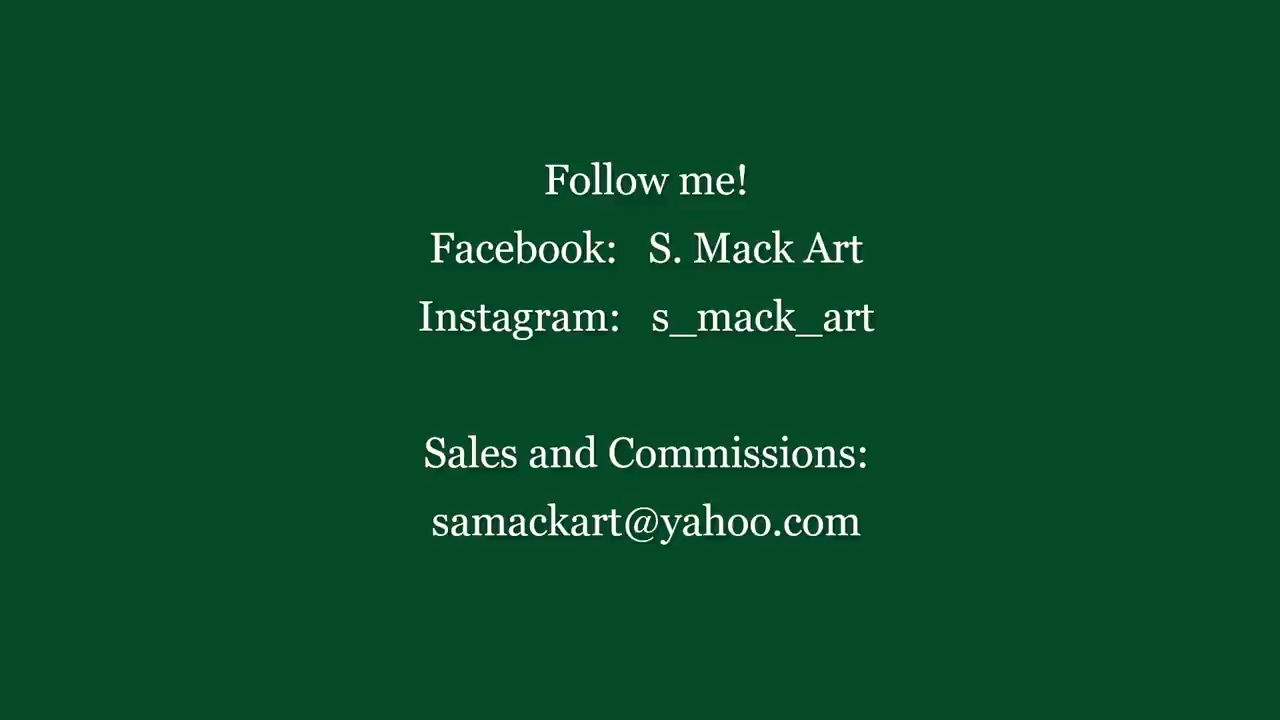 Follow me!
Facebook: S. Mack Art
Instagram: s_mack_art
Sales and Commissions:
samackart@yahoo.com